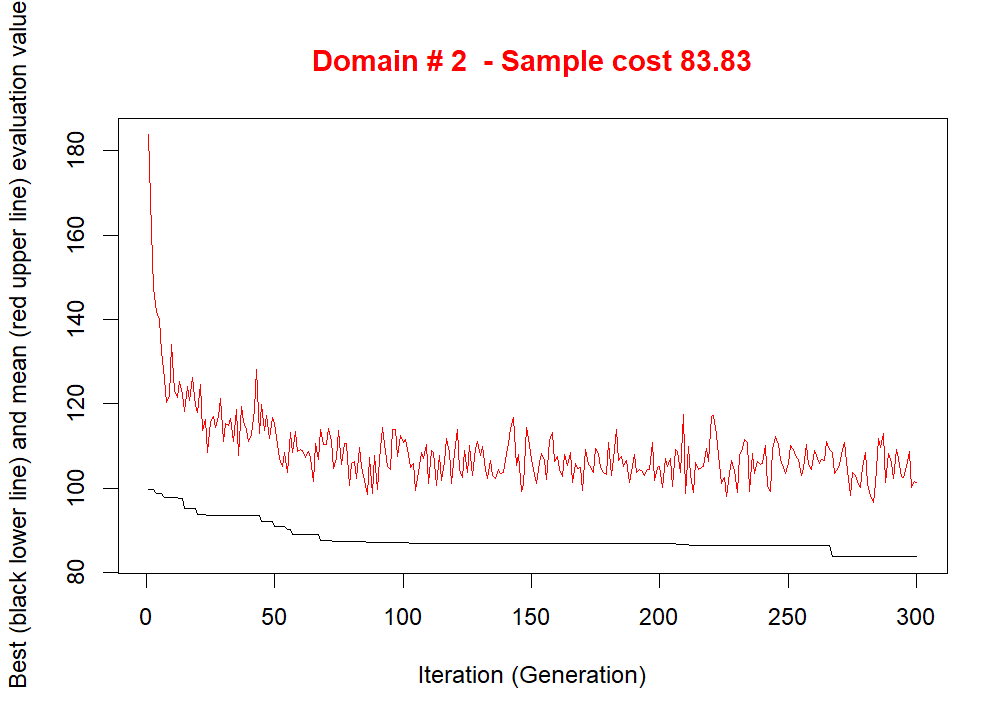 Domain # 2  - Sample cost 83.83
Best (black lower line) and mean (red upper line) evaluation value
180
160
140
120
100
80
0 50 100 150 200 250 300
Iteration (Generation)